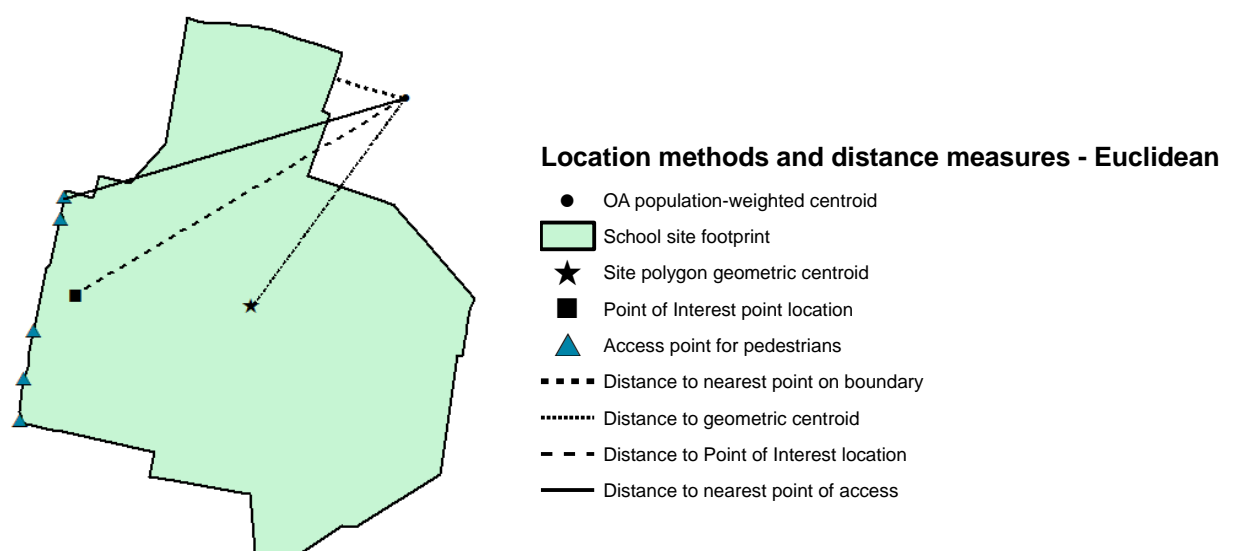 Location methods and distance measures - Euclidean
OA population-weighted centroid
School site footprint
Site polygon geometric centroid
Point of Interest point location
Access point for pedestrians
Distance to nearest point on boundary
Distance to geometric centroid
Distance to Point of Interest location
Distance to nearest point of access